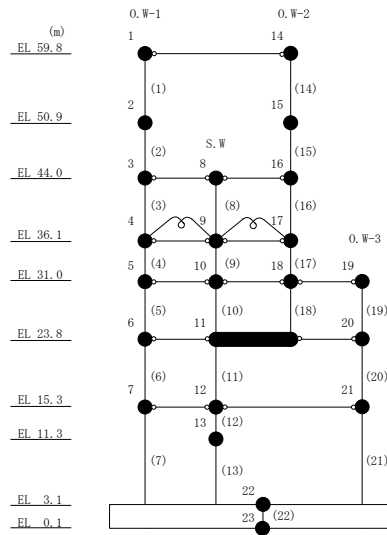 (m) O.W-1 O.W-2
1 14
EL 59.8
(1) (14)
EL 50.9 2 15
(2) S.W (15)
EL 44.0 3 8 16
(3) (8) (16)
EL 36.1 4 9 17 O.W-3
(4) (9) (17)
EL 31.0 5 10 18 19
(5) (10) (18) (19)
EL 23.8 6 11 20
(6) (11) (20)
EL 15.3 7 12 21
13 (12)
EL 11.3
(7) (13) (21)
EL 3.1 22
EL 0.1 23 (22)